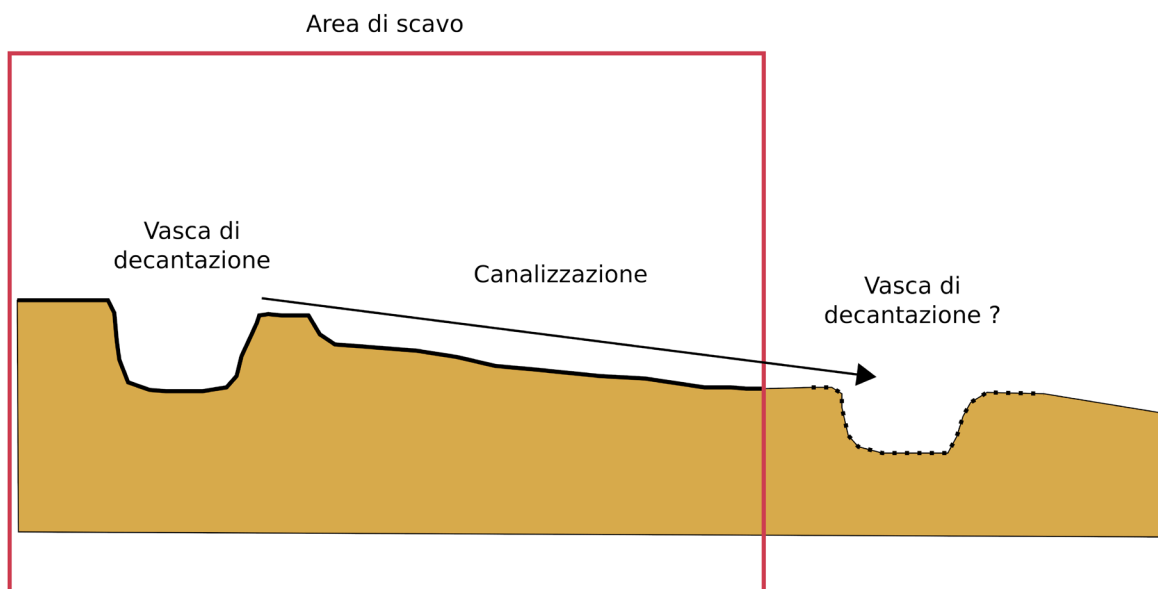 Area di scavo
Vasca di
decantazione
Canalizzazione
Vasca di
decantazione ?